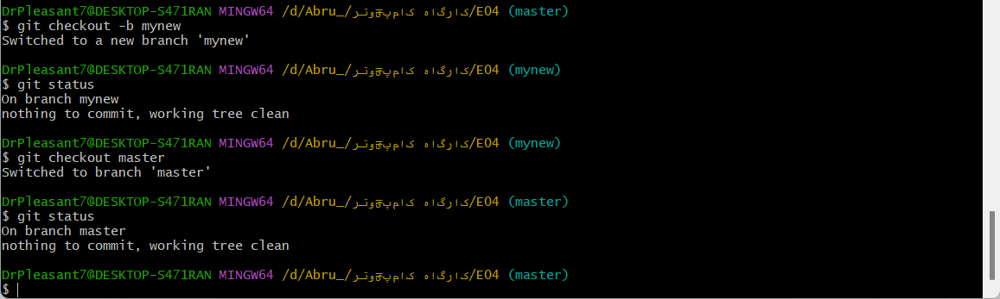 DrPleasant7@DESKTOP-S471RAN MINGW64 /d/Abru_/کارگاه کامپیوتر/E04 (master)
$ git checkout -b mynew
Switched to a new branch 'mynew'
DrPleasant7@DESKTOP-S471RAN MINGW64 /d/Abru_/کارگاه کامپیوتر/E04 (mynew)
$ git status
On branch mynew
nothing to commit, working tree clean
DrPleasant7@DESKTOP-S471RAN MINGW64 /d/Abru_/کارگاه کامپیوتر/E04 (mynew)
$ git checkout master
Switched to branch 'master'
DrPleasant7@DESKTOP-S471RAN MINGW64 /d/Abru_/کارگاه کامپیوتر/E04 (master)
$ git status
On branch master
nothing to commit, working tree clean
DrPleasant7@DESKTOP-S471RAN MINGW64 /d/Abru_/کارگاه کامپیوتر/E04 (master)
$